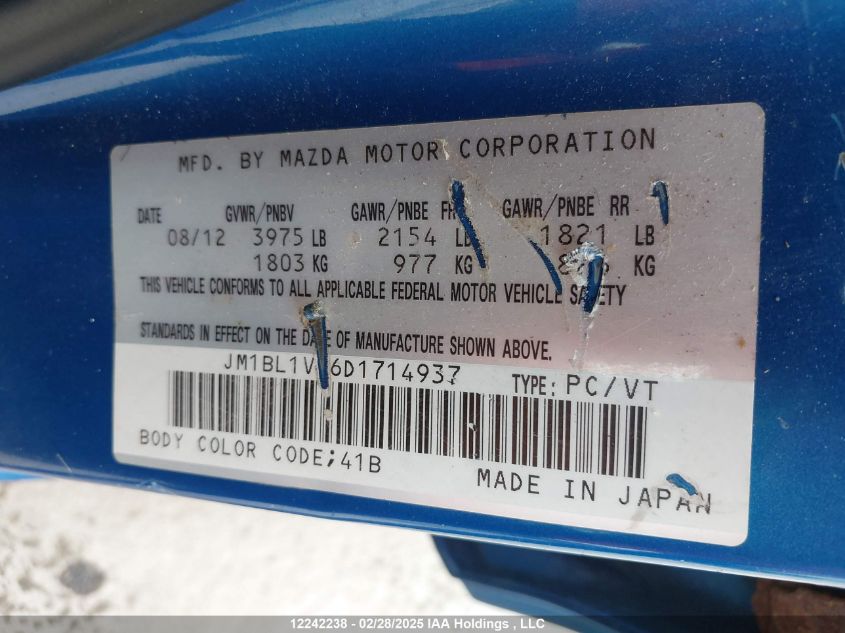 MFD. BY MAZDA MOTOR CORPORATION
DATE GVWR/PNBV GAWR/PNBE GAWR/PNBE RR
08/12 3975 LB 2154 LB 1821 LB
1803 KG 977 KG KG
THIS VEHICLE CONFORMS TO ALL APPLICABLE FEDERAL MOTOR VEHICLE SAFETY
STANDARDS IN EFFECT ON THE DATE OF MANUFACTURE SHOWN ABOVE.
TYPE: PC/VT
BODY COLOR CODE;41B
MADE IN JAPAN
12242238 - 02/28/2025 IAA Holdings , LLC